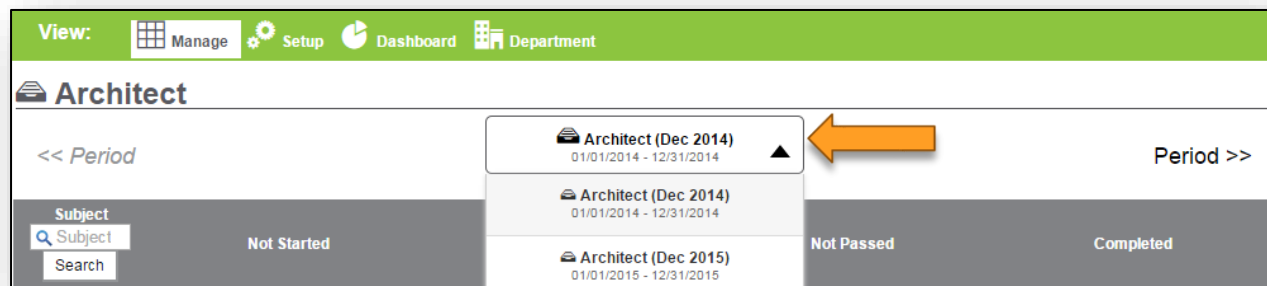 View: Manage Setup Dashboard Department
Architect
<< Period
Architect (Dec 2014)
01/01/2014 - 12/31/2014
Period >>
Architect (Dec 2014)
01/01/2014 - 12/31/2014
Architect (Dec 2015)
01/01/2015 - 12/31/2015
Subject
Subject
Search
Not Started
Not Passed
Completed